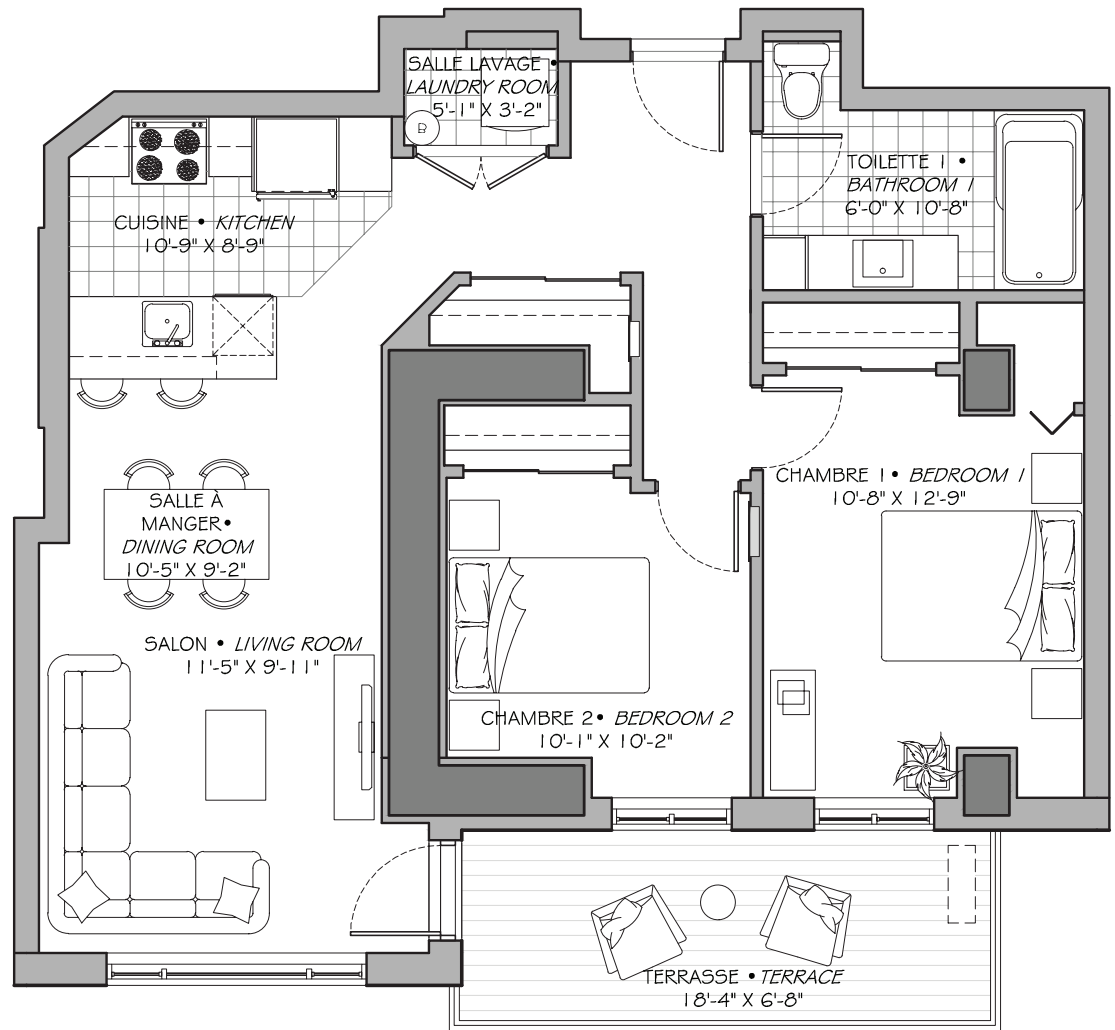 SALLE LAVAGE •
LAUNDRY ROOM
5'-1" X 3'-2"
B
TOILETTE 1 •
BATHROOM 1
6'-0" X 10'-8"
CUISINE • KITCHEN
10'-9" X 8'-9"
CHAMBRE 1 • BEDROOM 1
10'-8" X 12'-9"
SALLE À
MANGER •
DINING ROOM
10'-5" X 9'-2"
SALON • LIVING ROOM
11'-5" X 9'-11"
CHAMBRE 2 • BEDROOM 2
10'-1" X 10'-2"
TERRASSE • TERRACE
18'-4" X 6'-8"